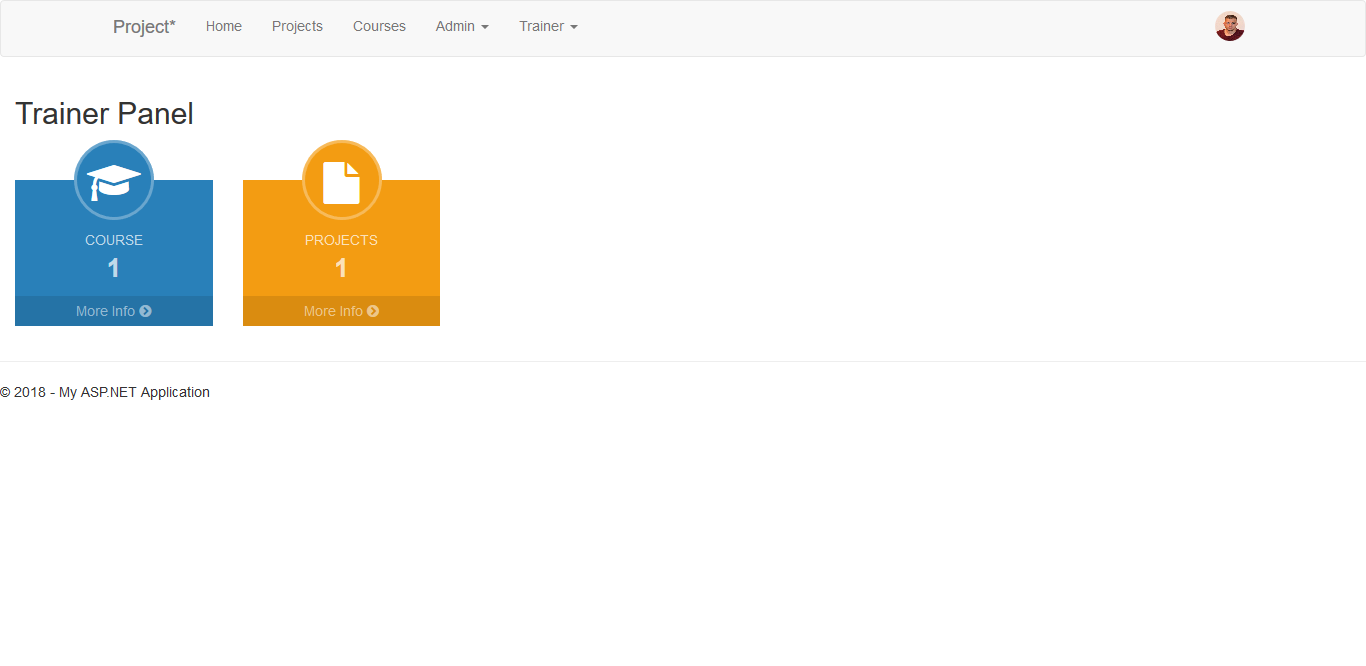 Project* Home Projects Courses Admin Trainer
Trainer Panel
COURSE
1
More Info
PROJECTS
1
More Info
© 2018 - My ASP.NET Application